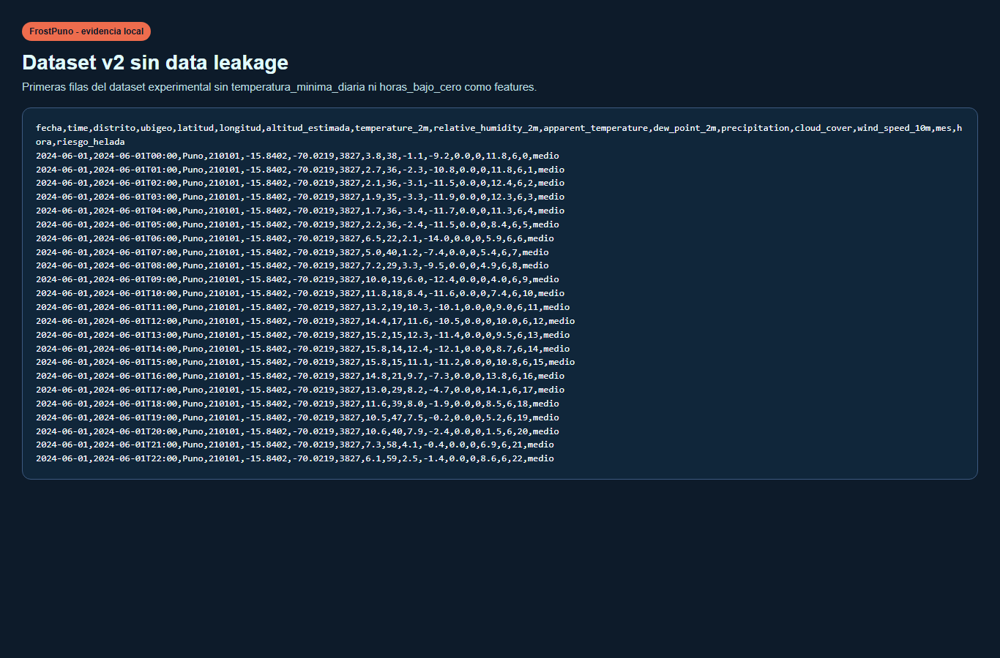 FrostPuno - evidencia local
Dataset v2 sin data leakage
Primeras filas del dataset experimental sin temperatura_minima_diaria ni horas_bajo_cero como features.
fecha,time,distrito,ubigeo,latitud,longitud,altitud_estimada,temperature_2m,relative_humidity_2m,apparent_temperature,dew_point_2m,precipitation,cloud_cover,wind_speed_10m,mes,h
ora,riesgo_helada
2024-06-01,2024-06-01T00:00,Puno,210101,-15.8402,-70.0219,3827,3.8,38,-1.1,-9.2,0.0,0,11.8,6,0,medio
2024-06-01,2024-06-01T01:00,Puno,210101,-15.8402,-70.0219,3827,2.7,36,-2.3,-10.8,0.0,0,11.8,6,1,medio
2024-06-01,2024-06-01T02:00,Puno,210101,-15.8402,-70.0219,3827,2.1,36,-3.1,-11.5,0.0,0,12.4,6,2,medio
2024-06-01,2024-06-01T03:00,Puno,210101,-15.8402,-70.0219,3827,1.9,35,-3.3,-11.9,0.0,0,12.3,6,3,medio
2024-06-01,2024-06-01T04:00,Puno,210101,-15.8402,-70.0219,3827,1.7,36,-3.4,-11.7,0.0,0,11.3,6,4,medio
2024-06-01,2024-06-01T05:00,Puno,210101,-15.8402,-70.0219,3827,2.2,36,-2.4,-11.5,0.0,0,8.4,6,5,medio
2024-06-01,2024-06-01T06:00,Puno,210101,-15.8402,-70.0219,3827,6.5,22,2.1,-14.0,0.0,0,5.9,6,6,medio
2024-06-01,2024-06-01T07:00,Puno,210101,-15.8402,-70.0219,3827,5.0,40,1.2,-7.4,0.0,0,5.4,6,7,medio
2024-06-01,2024-06-01T08:00,Puno,210101,-15.8402,-70.0219,3827,7.2,29,3.3,-9.5,0.0,0,4.9,6,8,medio
2024-06-01,2024-06-01T09:00,Puno,210101,-15.8402,-70.0219,3827,10.0,19,6.0,-12.4,0.0,0,4.0,6,9,medio
2024-06-01,2024-06-01T10:00,Puno,210101,-15.8402,-70.0219,3827,11.8,18,8.4,-11.6,0.0,0,7.4,6,10,medio
2024-06-01,2024-06-01T11:00,Puno,210101,-15.8402,-70.0219,3827,13.2,19,10.3,-10.1,0.0,0,9.0,6,11,medio
2024-06-01,2024-06-01T12:00,Puno,210101,-15.8402,-70.0219,3827,14.4,17,11.6,-10.5,0.0,0,10.0,6,12,medio
2024-06-01,2024-06-01T13:00,Puno,210101,-15.8402,-70.0219,3827,15.2,15,12.3,-11.4,0.0,0,9.5,6,13,medio
2024-06-01,2024-06-01T14:00,Puno,210101,-15.8402,-70.0219,3827,15.8,14,12.4,-12.1,0.0,0,8.7,6,14,medio
2024-06-01,2024-06-01T15:00,Puno,210101,-15.8402,-70.0219,3827,15.8,15,11.1,-11.2,0.0,0,10.8,6,15,medio
2024-06-01,2024-06-01T16:00,Puno,210101,-15.8402,-70.0219,3827,14.8,21,9.7,-7.3,0.0,0,13.8,6,16,medio
2024-06-01,2024-06-01T17:00,Puno,210101,-15.8402,-70.0219,3827,13.0,29,8.2,-4.7,0.0,0,14.1,6,17,medio
2024-06-01,2024-06-01T18:00,Puno,210101,-15.8402,-70.0219,3827,11.6,39,8.0,-1.9,0.0,0,8.5,6,18,medio
2024-06-01,2024-06-01T19:00,Puno,210101,-15.8402,-70.0219,3827,10.5,47,7.5,-0.2,0.0,0,5.2,6,19,medio
2024-06-01,2024-06-01T20:00,Puno,210101,-15.8402,-70.0219,3827,10.6,40,7.9,-2.4,0.0,0,1.5,6,20,medio
2024-06-01,2024-06-01T21:00,Puno,210101,-15.8402,-70.0219,3827,7.3,58,4.1,-0.4,0.0,0,6.9,6,21,medio
2024-06-01,2024-06-01T22:00,Puno,210101,-15.8402,-70.0219,3827,6.1,59,2.5,-1.4,0.0,0,8.6,6,22,medio